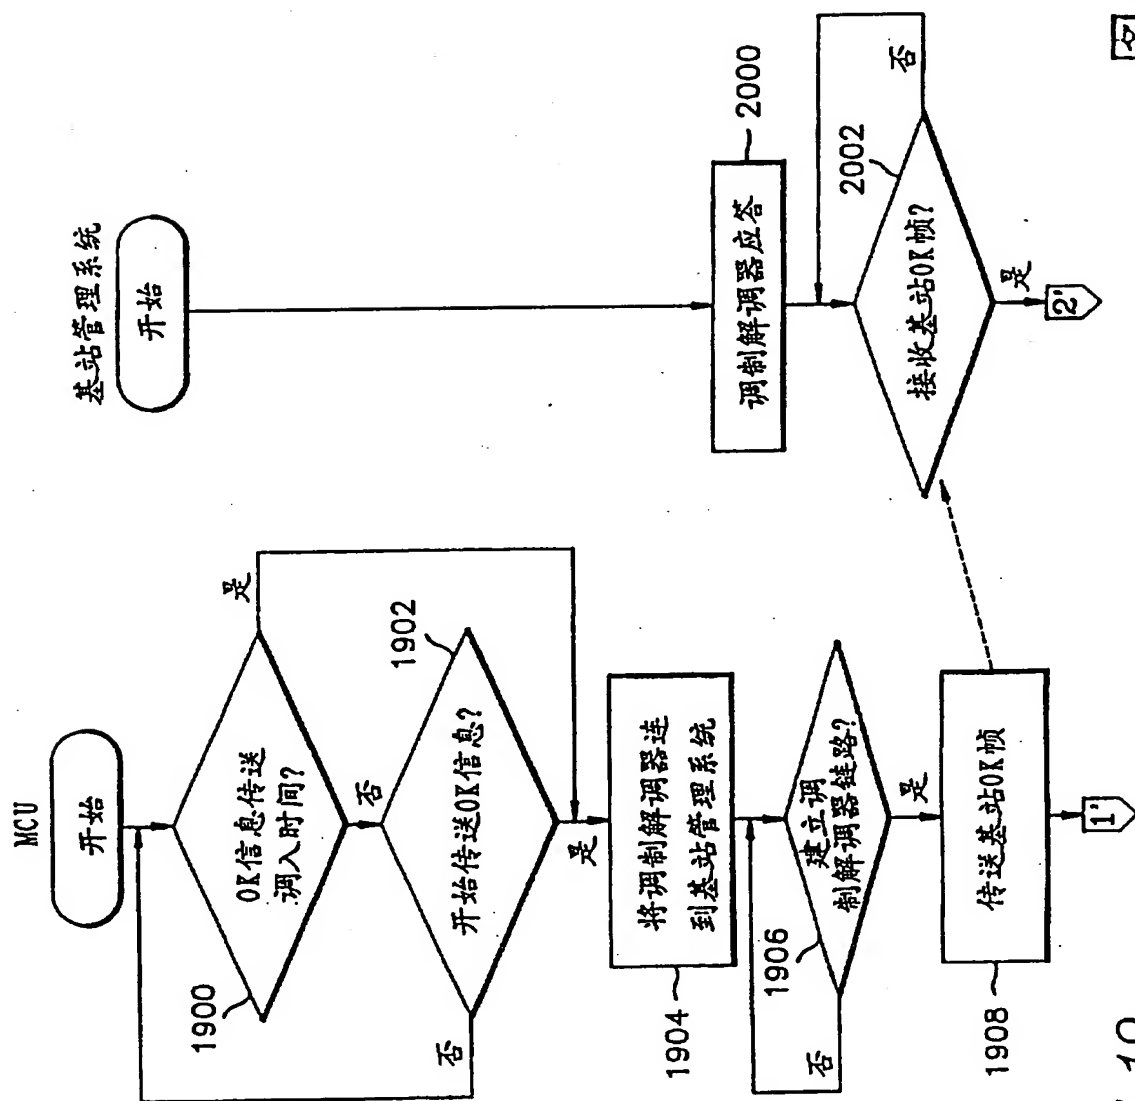 MCU
开始
OK信息传送
调入时间?
1900
是
否
开始传送OK信息?
1902
否
是
将调制解调器连
到基站管理系统
1904
建立调
制解调器链路?
1906
否
是
传送基站OK帧
1908
1'
基站管理系统
开始
调制解调器应答
2000
接收基站OK帧?
2002
否
是
2'